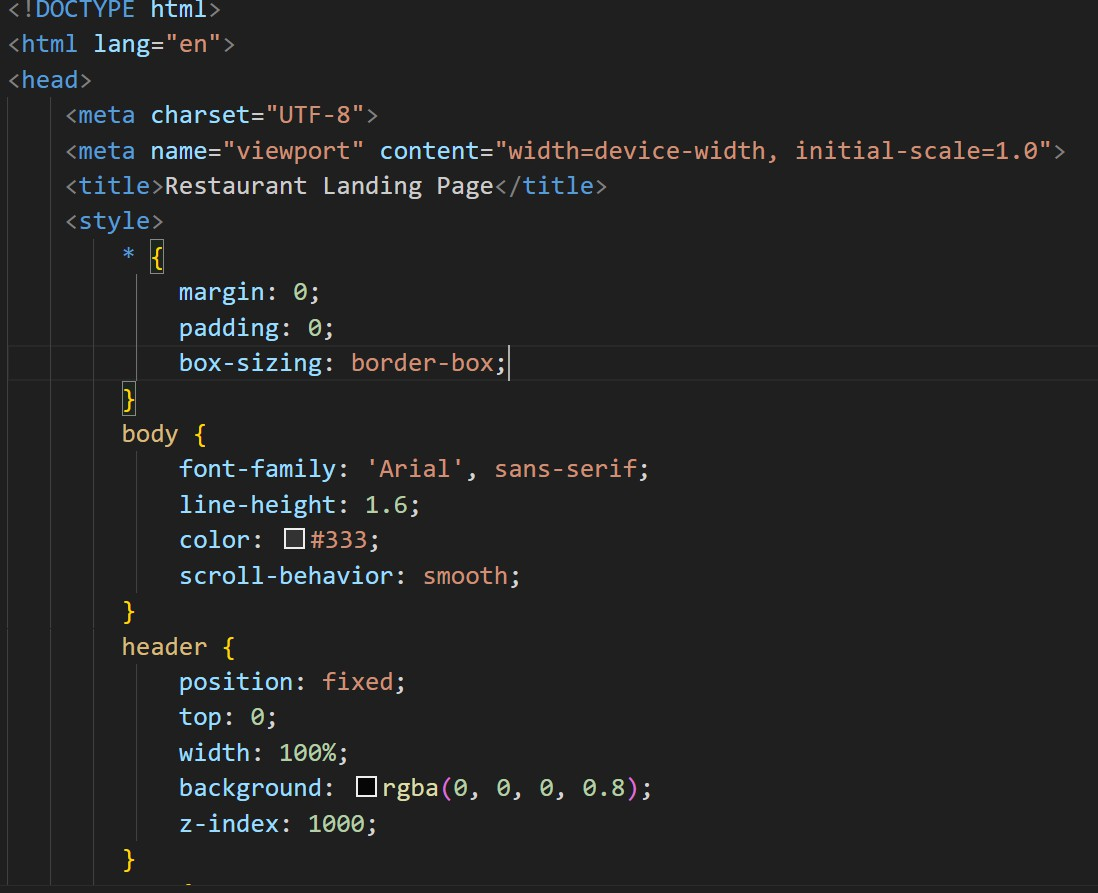 <!DOCTYPE html>
<html lang="en">
<head>
    <meta charset="UTF-8">
    <meta name="viewport" content="width=device-width, initial-scale=1.0">
    <title>Restaurant Landing Page</title>
    <style>
        * {
            margin: 0;
            padding: 0;
            box-sizing: border-box;
        }
        body {
            font-family: 'Arial', sans-serif;
            line-height: 1.6;
            color: #333;
            scroll-behavior: smooth;
        }
        header {
            position: fixed;
            top: 0;
            width: 100%;
            background: rgba(0, 0, 0, 0.8);
            z-index: 1000;
        }